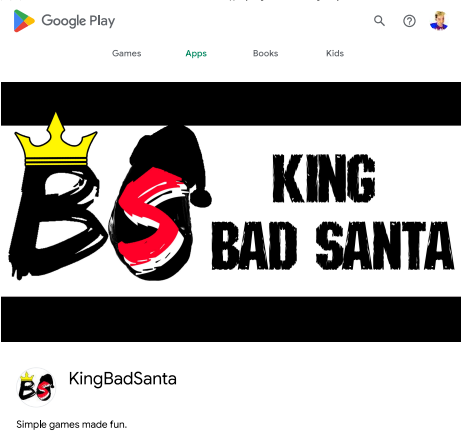 Google Play
Games
Apps
Books
Kids
BS
KING
BAD SANTA
BS
KingBadSanta
Simple games made fun.